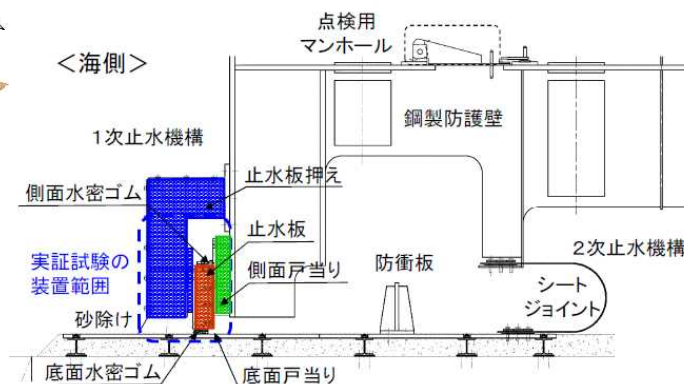 点検用
マンホール
<海側>
鋼製防護壁
1次止水機構
止水板押え
側面水密ゴム
止水板
2次止水機構
実証試験の
装置範囲
防衝板
側面戸当り
シート
ジョイント
砂除け
底面水密ゴム
底面戸当り